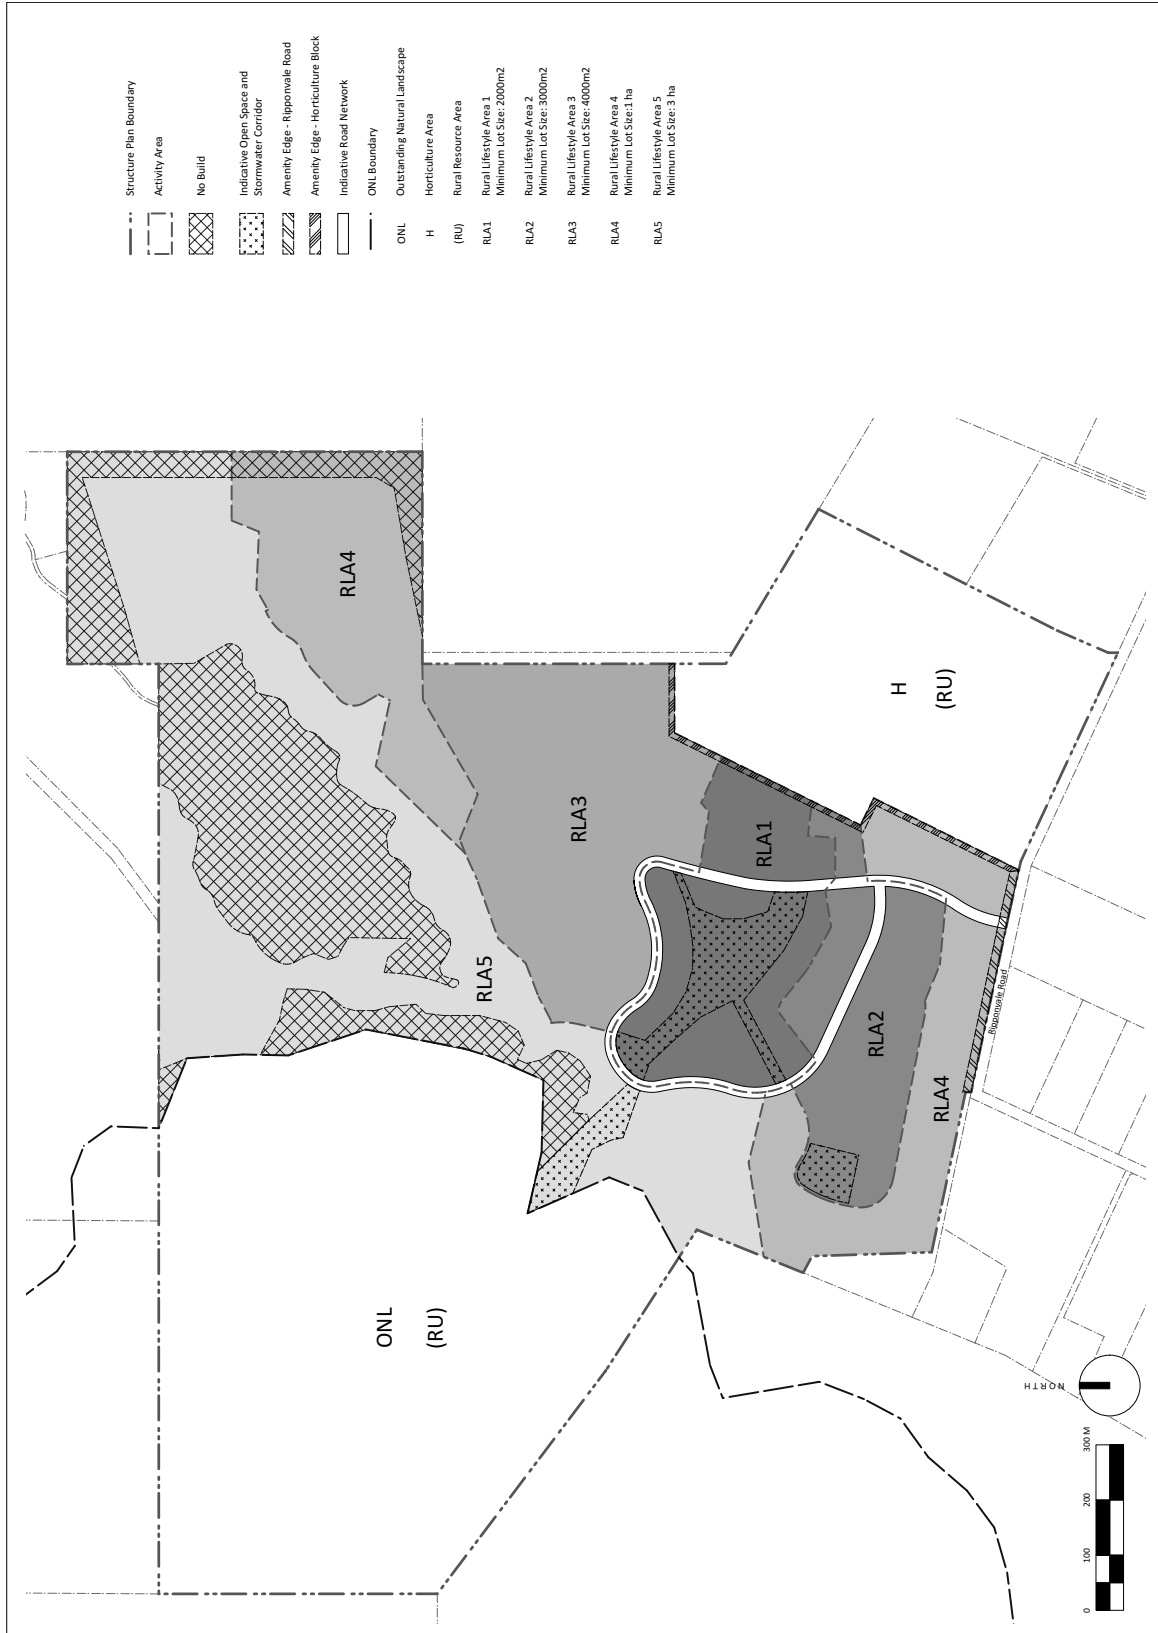 Structure Plan Boundary
Activity Area
No Build
Indicative Open Space and
Stormwater Corridor
Amenity Edge - Ripponvale Road
Amenity Edge - Horticulture Block
Indicative Road Network
ONL Boundary
ONL Outstanding Natural Landscape
H Horticulture Area
(RU) Rural Resource Area
RLA1 Rural Lifestyle Area 1
Minimum Lot Size: 2000m2
RLA2 Rural Lifestyle Area 2
Minimum Lot Size: 3000m2
RLA3 Rural Lifestyle Area 3
Minimum Lot Size: 4000m2
RLA4 Rural Lifestyle Area 4
Minimum Lot Size:1 ha
RLA5 Rural Lifestyle Area 5
Minimum Lot Size: 3 ha
RLA4
RLA3
RLA1
H
(RU)
RLA5
RLA2
RLA4
Ripponvale Road
ONL
(RU)
NORTH
0 100 200 300 M